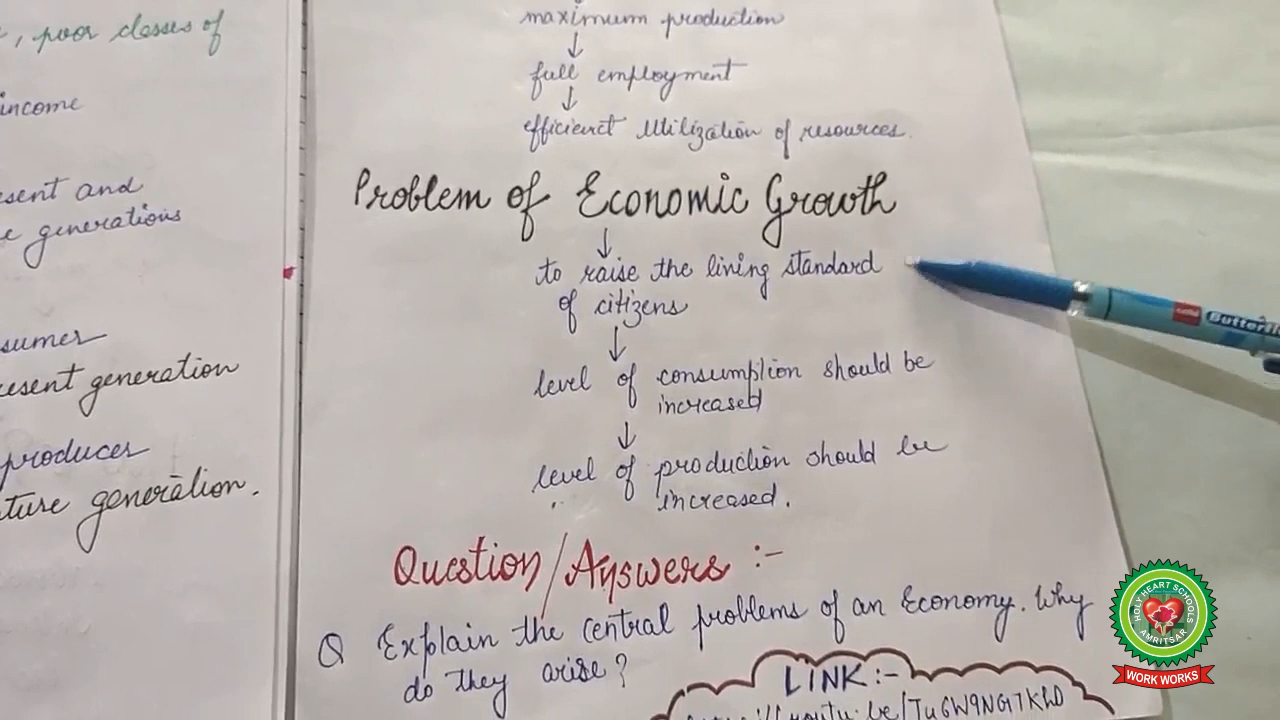 , poor classes of
income
esent and
e generations
sumer
resent generation
producer
ture generation.
maximum production
↓
full employment
↓
efficienct Utilization of resources.
Problem of Economic Growth
↓
to raise the living standard
of citizens
↓
level of consumption should be
increased
↓
level of production should be
increased.
Question/Answers :-
Q Explain the central problems of an Economy. Why
do they arise?
LINK :-
HOLY HEART SCHOOLS
AMRITSAR
WORK WORKS